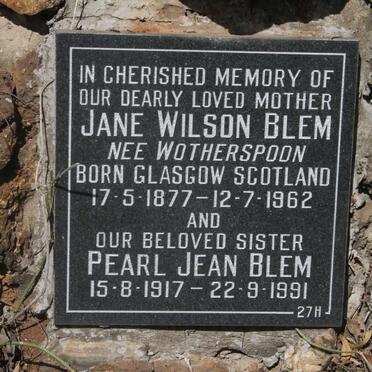 IN CHERISHED MEMORY OF
OUR DEARLY LOVED MOTHER
JANE WILSON BLEM
NEE WOTHERSPOON
BORN GLASGOW SCOTLAND
17-5-1877-12-7-1962
AND
OUR BELOVED SISTER
PEARL JEAN BLEM
15-8-1917 - 22-9-1991
27H